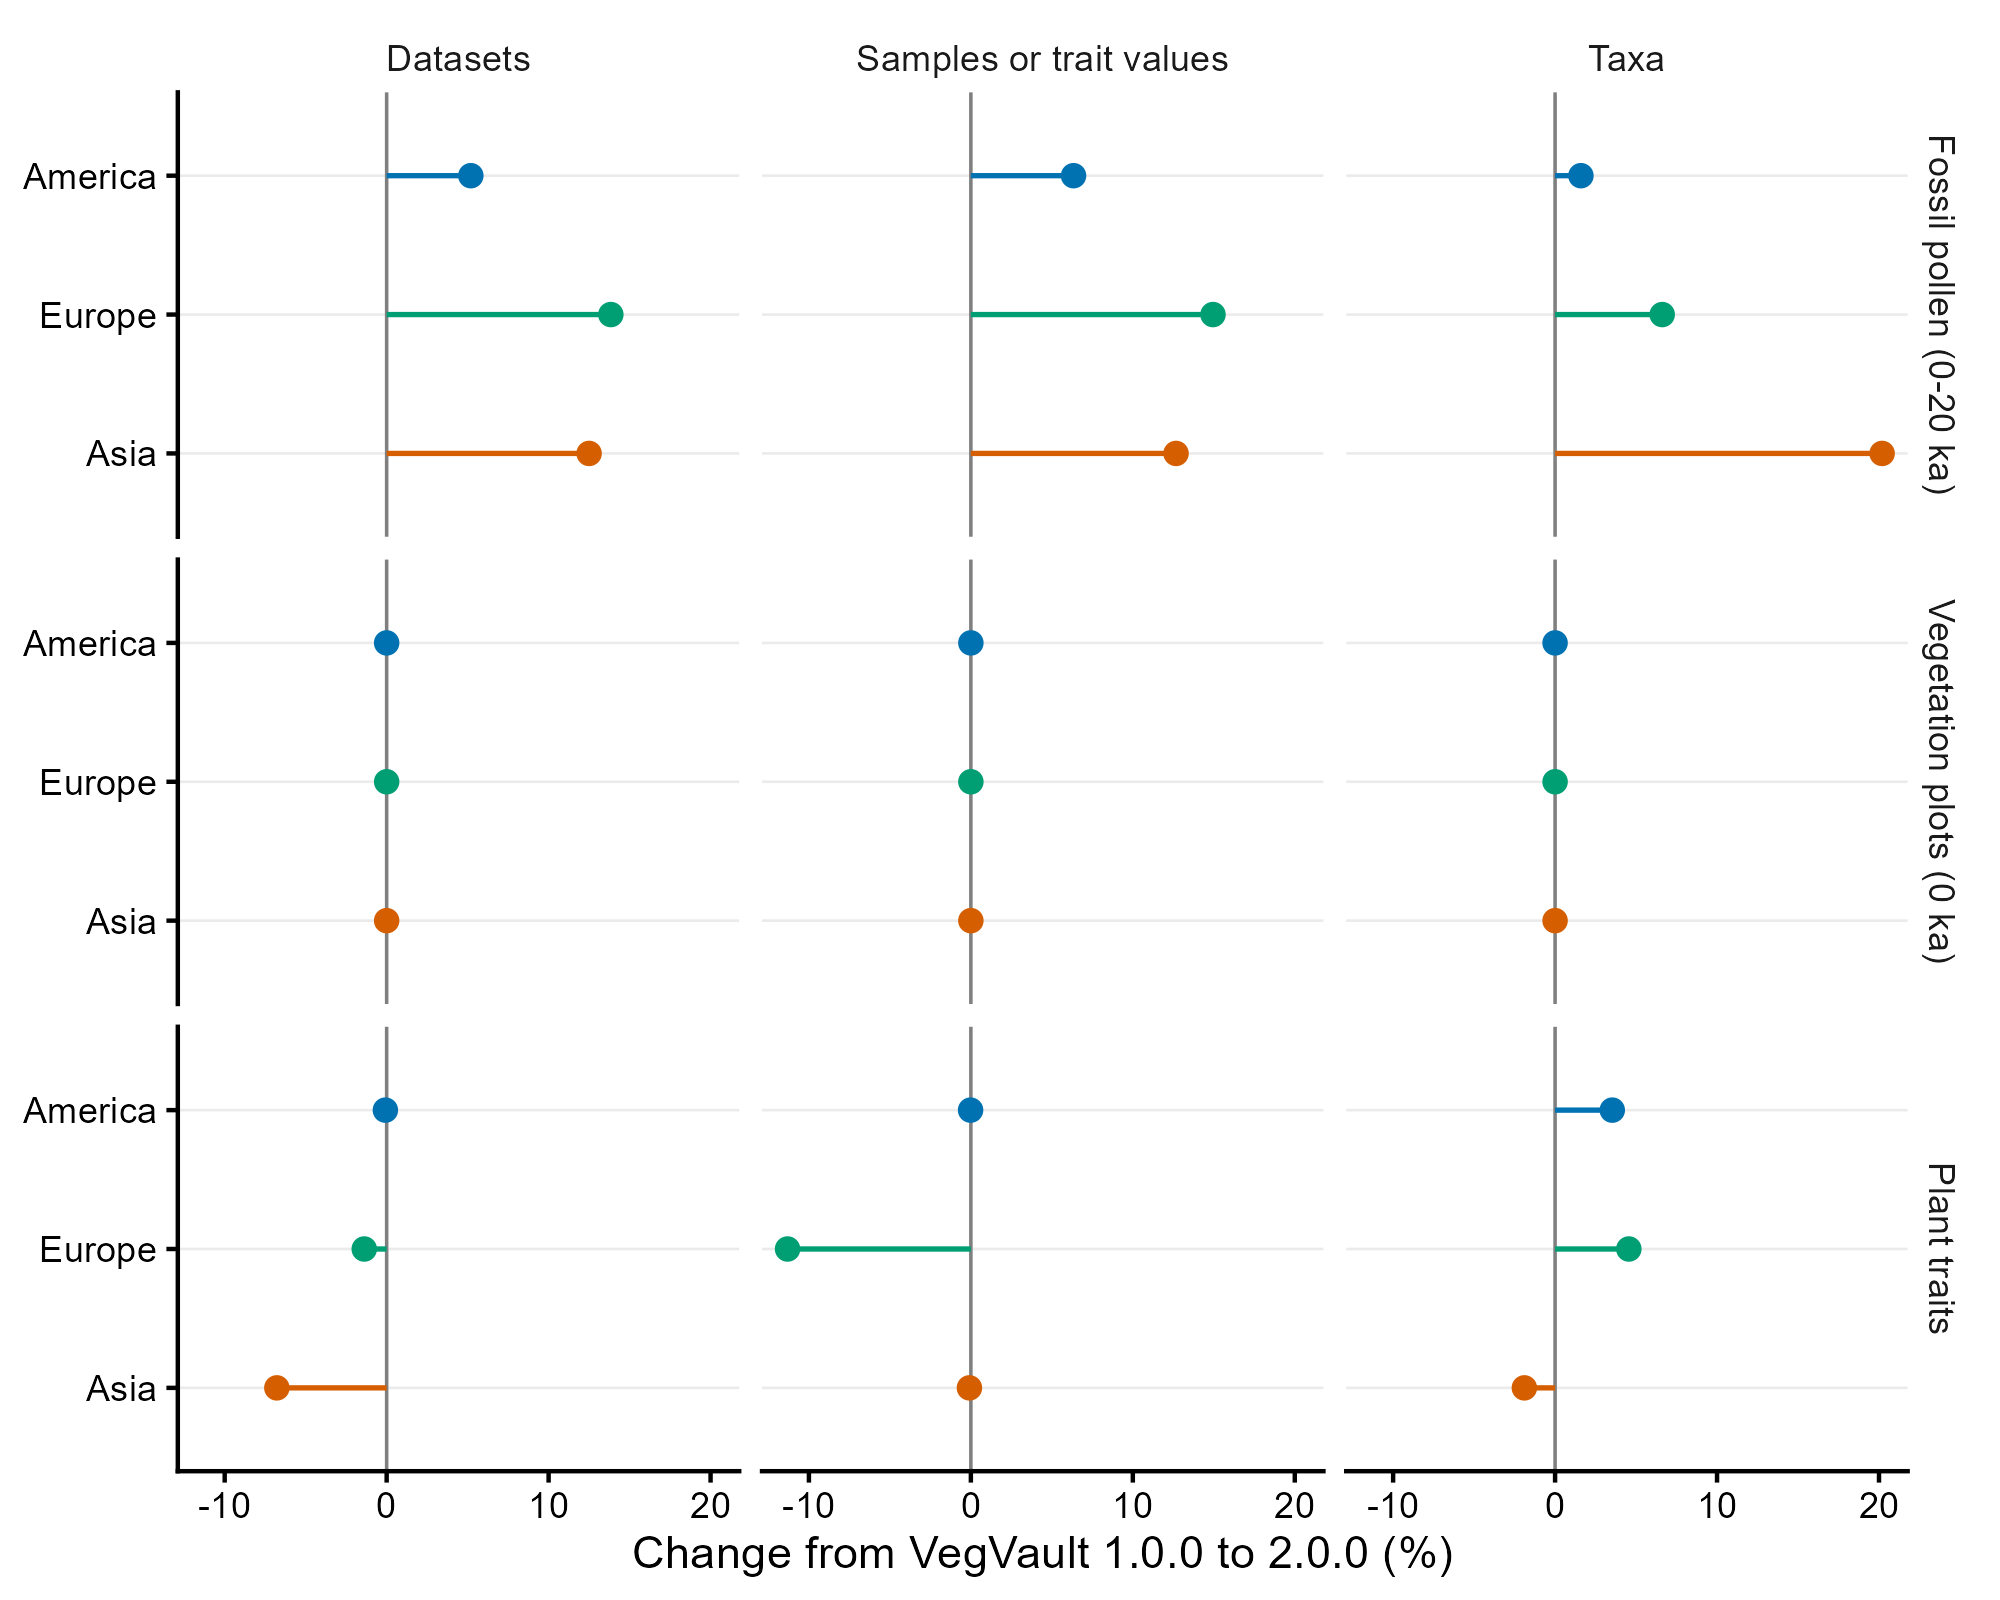 Datasets
Samples or trait values
Taxa
America
Europe
Asia
Fossil pollen (0-20 ka)
America
Europe
Asia
Vegetation plots (0 ka)
America
Europe
Asia
Plant traits
-10 0 10 20
-10 0 10 20
-10 0 10 20
Change from VegVault 1.0.0 to 2.0.0 (%)